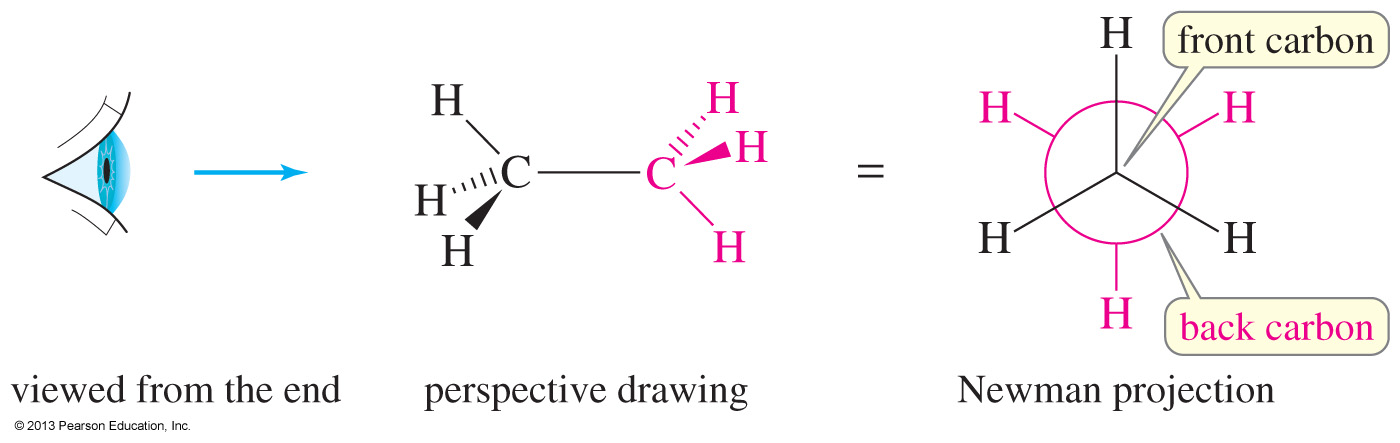 H
H
H
C
C
H
H
H
=
H
H
H
H
H
H
front carbon
back carbon
viewed from the end
perspective drawing
Newman projection
© 2013 Pearson Education, Inc.